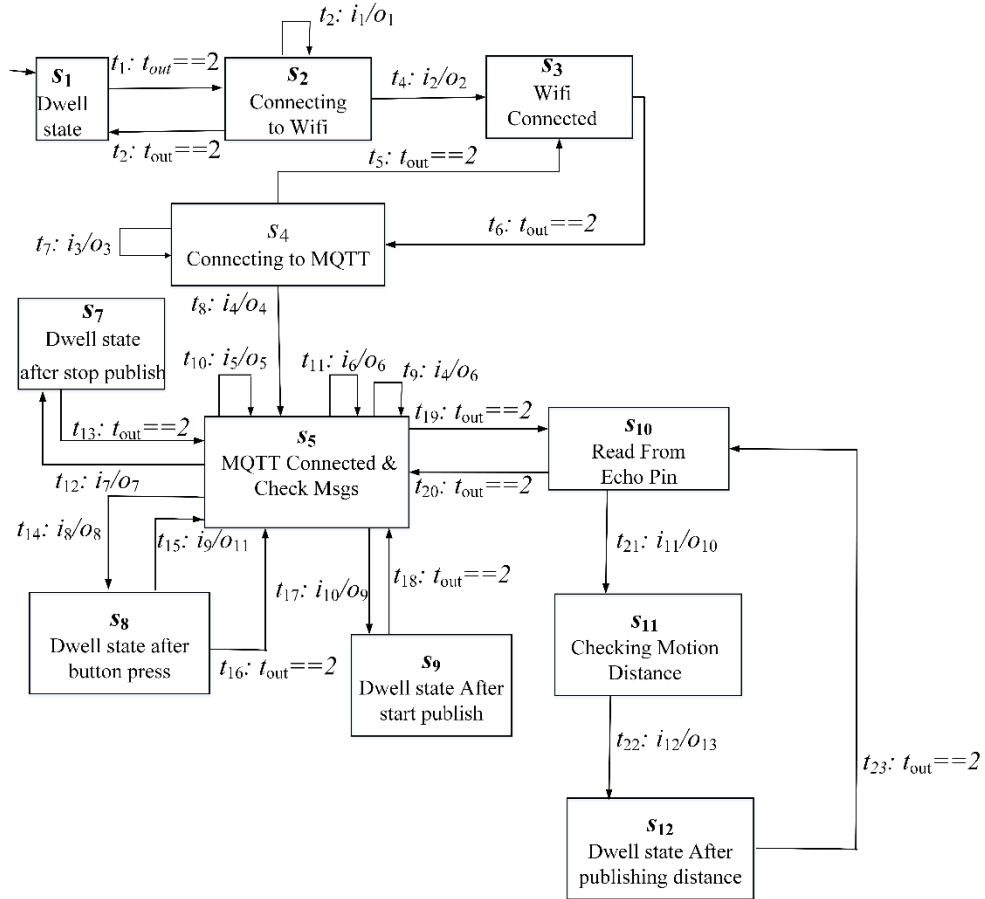 t₂: i₁/o₁
s₁
Dwell
state
t₁: tₒᵤₜ==2
s₂
Connecting
to Wifi
t₄: i₂/o₂
s₃
Wifi
Connected
t₂: tₒᵤₜ==2
t₅: tₒᵤₜ==2
t₆: tₒᵤₜ==2
t₇: i₃/o₃
s₄
Connecting to MQTT
t₈: i₄/o₄
s₇
Dwell state
after stop publish
t₁₀: i₅/o₅
t₁₁: i₆/o₆
t₉: i₄/o₆
t₁₃: tₒᵤₜ==2
s₅
MQTT Connected &
Check Msgs
t₁₉: tₒᵤₜ==2
s₁₀
Read From
Echo Pin
t₁₂: i₇/o₇
t₂₀: tₒᵤₜ==2
t₁₄: i₈/o₈
t₁₅: i₉/o₁₁
t₂₁: i₁₁/o₁₀
t₁₇: i₁₀/o₉
t₁₈: tₒᵤₜ==2
s₈
Dwell state after
button press
t₁₆: tₒᵤₜ==2
s₉
Dwell state After
start publish
s₁₁
Checking Motion
Distance
t₂₂: i₁₂/o₁₃
t₂₃: tₒᵤₜ==2
s₁₂
Dwell state After
publishing distance